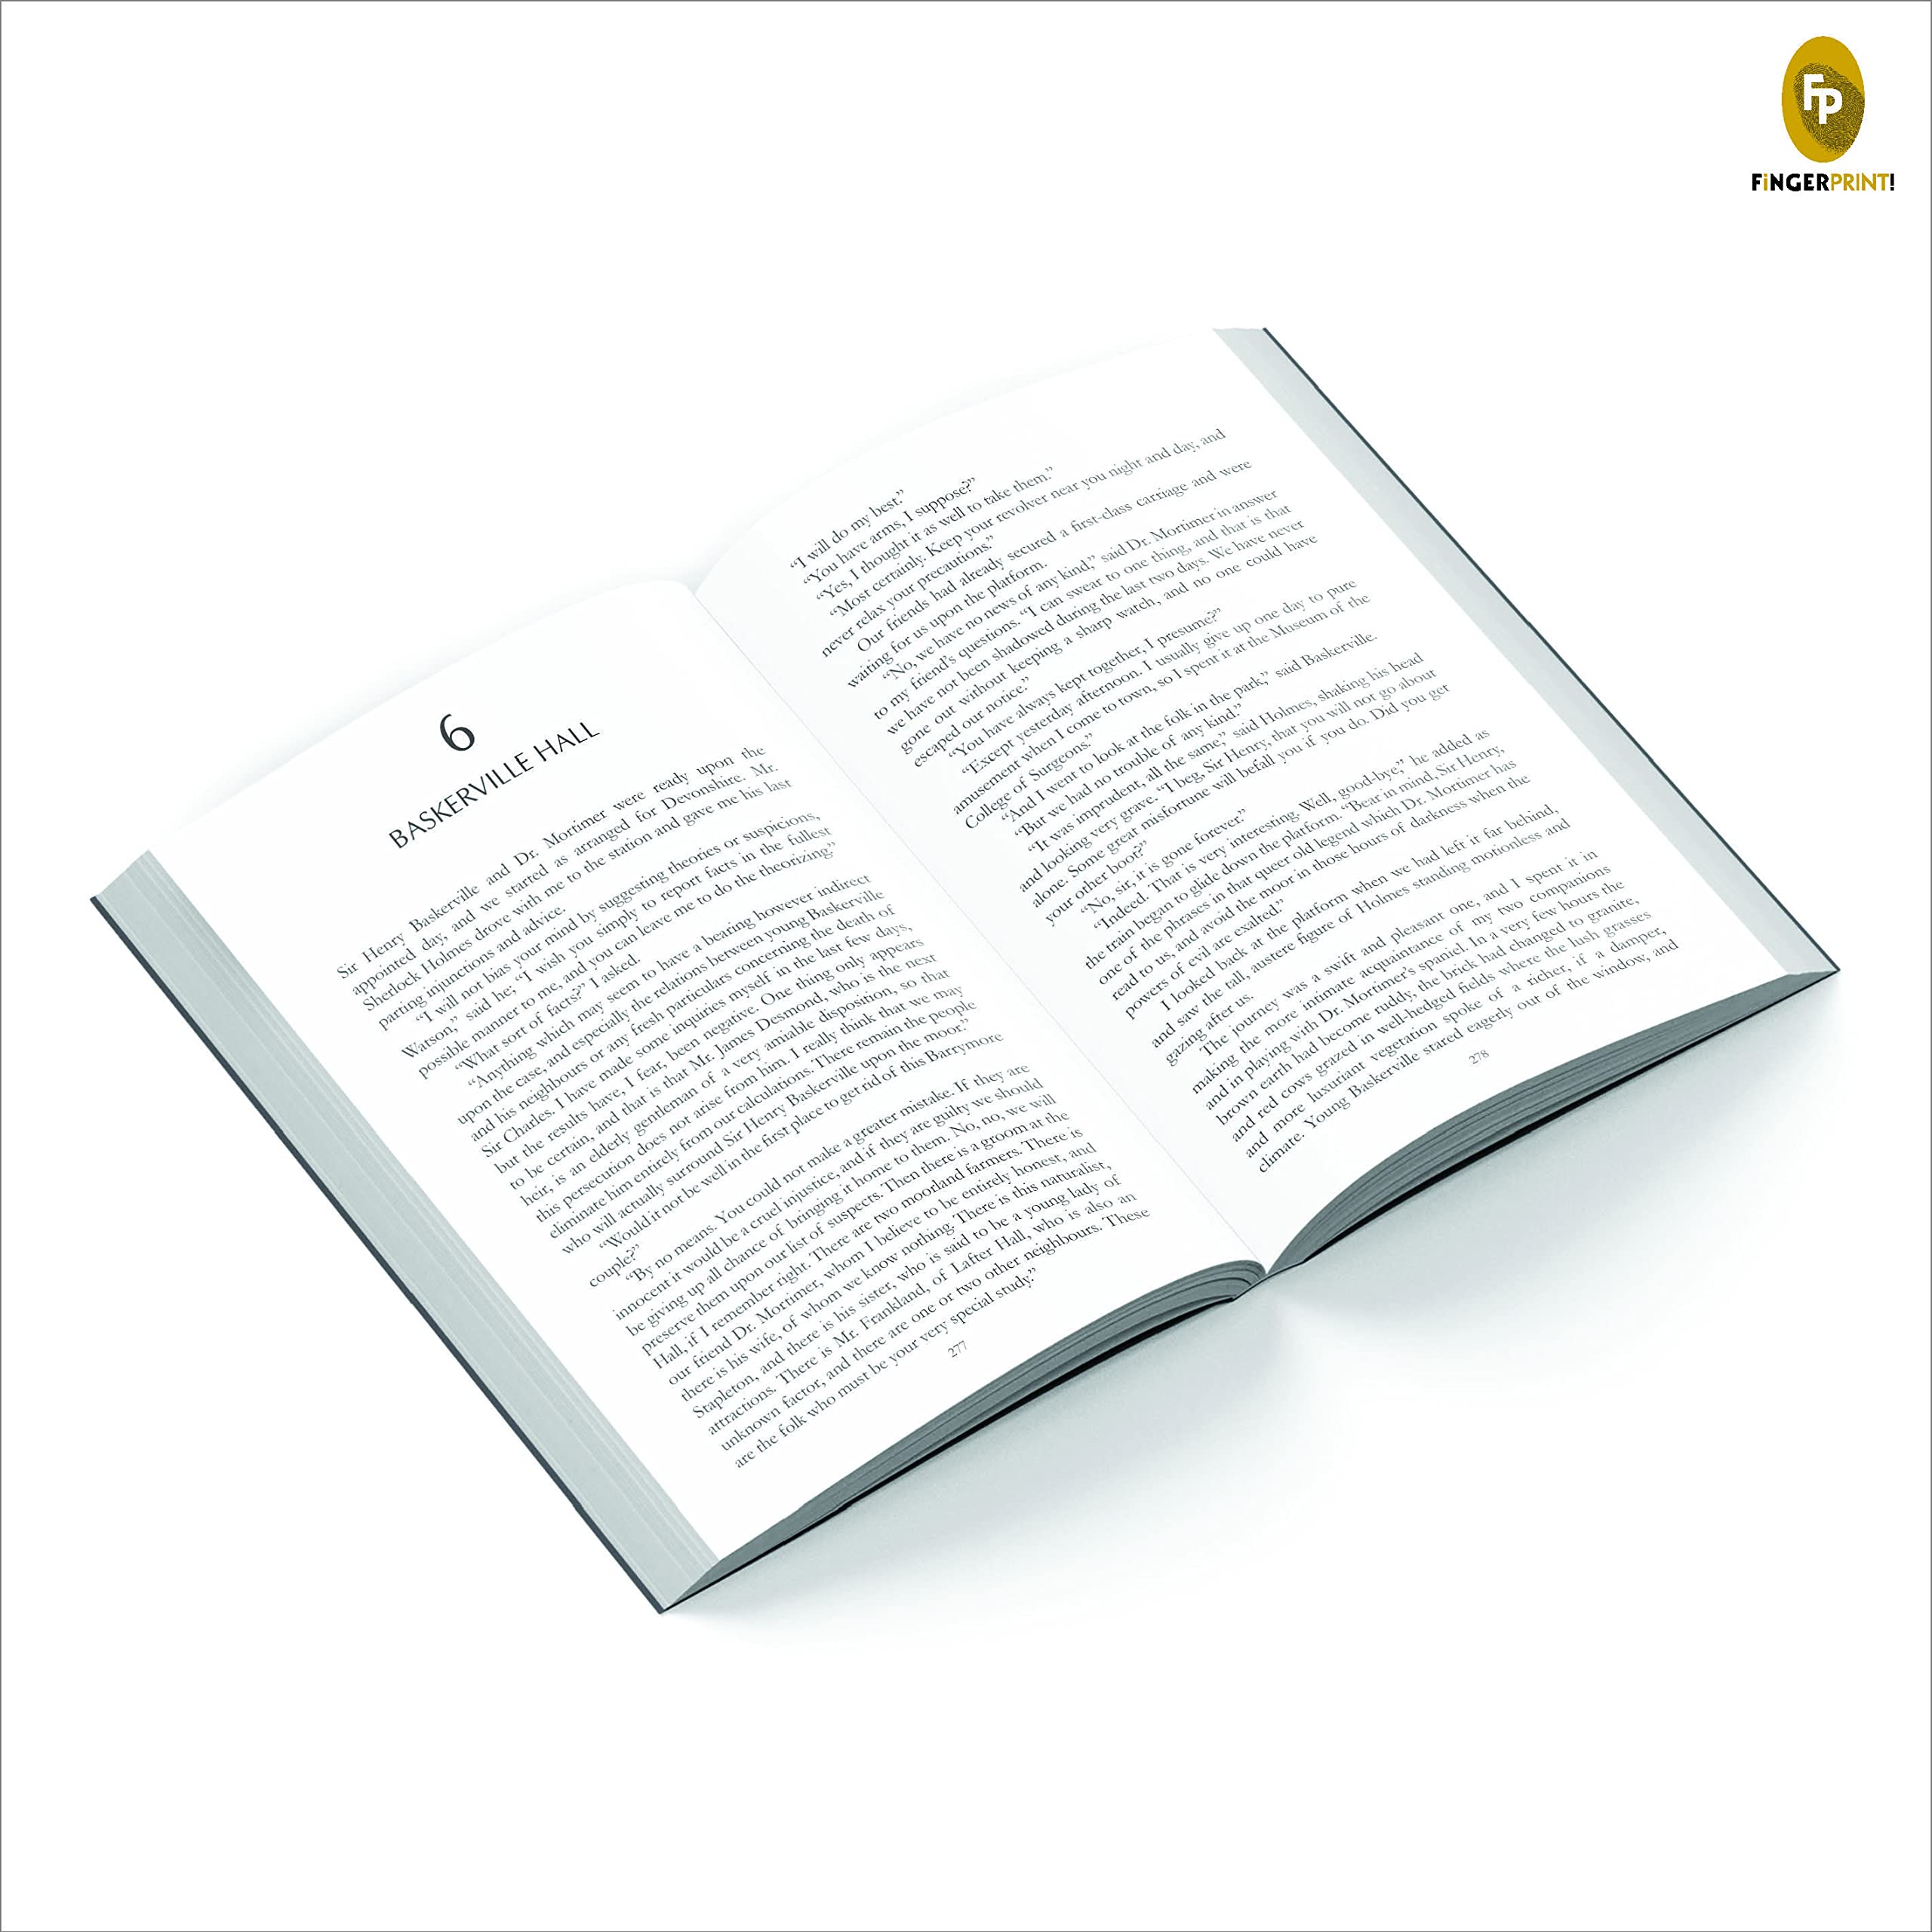 FP
FiNGERPRINT!
6
BASKERVILLE HALL
Sir Henry Baskerville and Dr. Mortimer were ready upon the
appointed day, and we started as arranged for Devonshire. Mr.
Sherlock Holmes drove with me to the station and gave me his last
parting injunctions and advice.
“I will not bias your mind by suggesting theories or suspicions,
Watson,” said he; “I wish you simply to report facts in the fullest
possible manner to me, and you can leave me to do the theorizing.”
“What sort of facts?” I asked.
“Anything which may seem to have a bearing however indirect
upon the case, and especially the relations between young Baskerville
and his neighbours or any fresh particulars concerning the death of
Sir Charles. I have made some inquiries myself in the last few days,
but the results have, I fear, been negative. One thing only appears
to be certain, and that is that Mr. James Desmond, who is the next
heir, is an elderly gentleman of a very amiable disposition, so that
this persecution does not arise from him. I really think that we may
eliminate him entirely from our calculations. There remain the people
who will actually surround Sir Henry Baskerville upon the moor.”
“Would it not be well in the first place to get rid of this Barrymore
couple?”
“By no means. You could not make a greater mistake. If they are
innocent it would be a cruel injustice, and if they are guilty we should
be giving up all chance of bringing it home to them. No, no, we will
preserve them upon our list of suspects. Then there is a groom at the
Hall, if I remember right. There are two moorland farmers. There is
our friend Dr. Mortimer, whom I believe to be entirely honest, and
there is his wife, of whom we know nothing. There is this naturalist,
Stapleton, and there is his sister, who is said to be a young lady of
attractions. There is Mr. Frankland, of Lafter Hall, who is also an
unknown factor, and there are one or two other neighbours. These
are the folk who must be your very special study.”
277
“I will do my best.”
“You have arms, I suppose?”
“Yes, I thought it as well to take them.”
“Most certainly. Keep your revolver near you night and day, and
never relax your precautions.”
Our friends had already secured a first-class carriage and were
waiting for us upon the platform.
“No, we have no news of any kind,” said Dr. Mortimer in answer
to my friend’s questions. “I can swear to one thing, and that is that
we have not been shadowed during the last two days. We have never
gone out without keeping a sharp watch, and no one could have
escaped our notice.”
“You have always kept together, I presume?”
“Except yesterday afternoon. I usually give up one day to pure
amusement when I come to town, so I spent it at the Museum of the
College of Surgeons.”
“And I went to look at the folk in the park,” said Baskerville.
“But we had no trouble of any kind.”
“It was imprudent, all the same,” said Holmes, shaking his head
and looking very grave. “I beg, Sir Henry, that you will not go about
alone. Some great misfortune will befall you if you do. Did you get
your other boot?”
“No, sir, it is gone forever.”
“Indeed. That is very interesting. Well, good-bye,” he added as
the train began to glide down the platform. “Bear in mind, Sir Henry,
one of the phrases in that queer old legend which Dr. Mortimer has
read to us, and avoid the moor in those hours of darkness when the
powers of evil are exalted.”
I looked back at the platform when we had left it far behind,
and saw the tall, austere figure of Holmes standing motionless and
gazing after us.
The journey was a swift and pleasant one, and I spent it in
making the more intimate acquaintance of my two companions
and in playing with Dr. Mortimer’s spaniel. In a very few hours the
brown earth had become ruddy, the brick had changed to granite,
and red cows grazed in well-hedged fields where the lush grasses
and more luxuriant vegetation spoke of a richer, if a damper,
climate. Young Baskerville stared eagerly out of the window, and
278